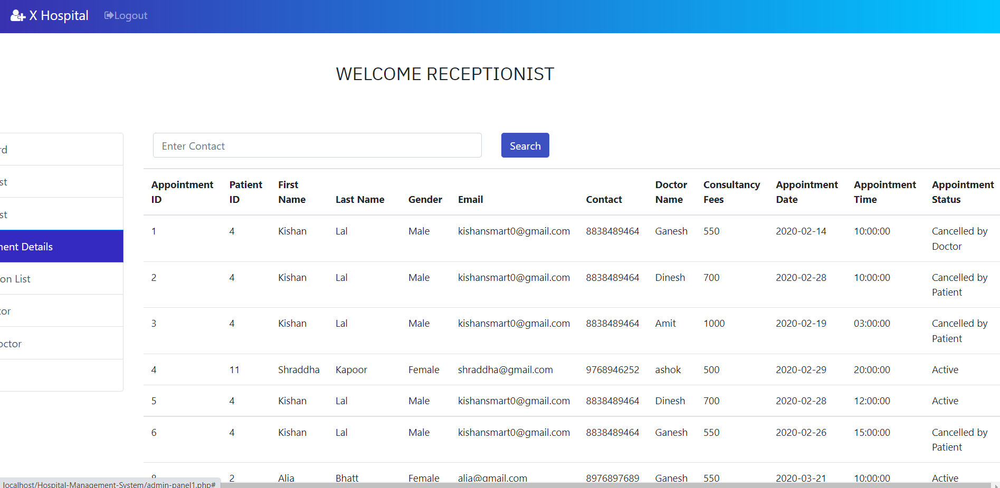 X Hospital Logout
WELCOME RECEPTIONIST
rd
st
st
ment Details
on List
tor
octor
Enter Contact Search
Appointment ID Patient ID First Name Last Name Gender Email Contact Doctor Name Consultancy Fees Appointment Date Appointment Time Appointment Status
1 4 Kishan Lal Male kishansmart0@gmail.com 8838489464 Ganesh 550 2020-02-14 10:00:00 Cancelled by Doctor
2 4 Kishan Lal Male kishansmart0@gmail.com 8838489464 Dinesh 700 2020-02-28 10:00:00 Cancelled by Patient
3 4 Kishan Lal Male kishansmart0@gmail.com 8838489464 Amit 1000 2020-02-19 03:00:00 Cancelled by Patient
4 11 Shraddha Kapoor Female shraddha@gmail.com 9768946252 ashok 500 2020-02-29 20:00:00 Active
5 4 Kishan Lal Male kishansmart0@gmail.com 8838489464 Dinesh 700 2020-02-28 12:00:00 Active
6 4 Kishan Lal Male kishansmart0@gmail.com 8838489464 Ganesh 550 2020-02-26 15:00:00 Cancelled by Patient
8 2 Alia Bhatt Female alia@gmail.com 8976897689 Ganesh 550 2020-03-21 10:00:00 Active
localhost/Hospital-Management-System/admin-panel1.php#